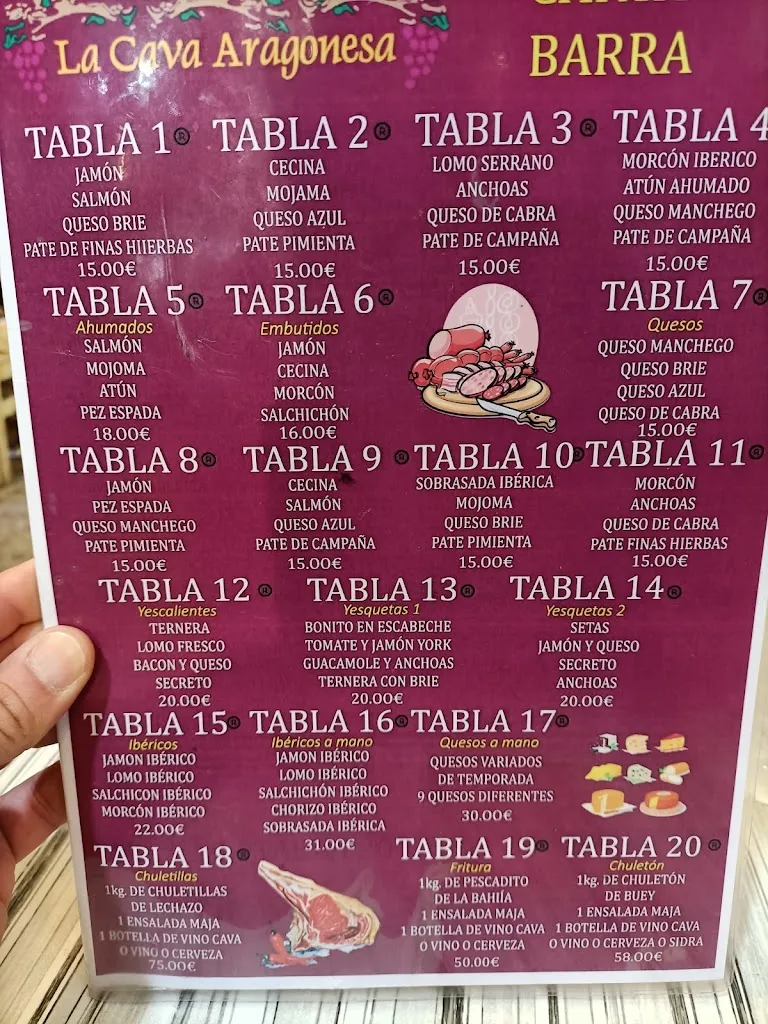 La Cava Aragonesa
BARRA
TABLA 1®
JAMÓN
SALMÓN
QUESO BRIE
PATE DE FINAS HIIERBAS
15.00€
TABLA 2®
CECINA
MOJAMA
QUESO AZUL
PATE PIMIENTA
15.00€
TABLA 3®
LOMO SERRANO
ANCHOAS
QUESO DE CABRA
PATE DE CAMPAÑA
15.00€
TABLA 4
MORCÓN IBERICO
ATÚN AHUMADO
QUESO MANCHEGO
PATE DE CAMPAÑA
15.00€
TABLA 5®
Ahumados
SALMÓN
MOJOMA
ATÚN
PEZ ESPADA
18.00€
TABLA 6®
Embutidos
JAMÓN
CECINA
MORCÓN
SALCHICHÓN
16.00€
TABLA 7®
Quesos
QUESO MANCHEGO
QUESO BRIE
QUESO AZUL
QUESO DE CABRA
15.00€
TABLA 8®
JAMÓN
PEZ ESPADA
QUESO MANCHEGO
PATE PIMIENTA
15.00€
TABLA 9®
CECINA
SALMÓN
QUESO AZUL
PATE DE CAMPAÑA
15.00€
TABLA 10®
SOBRASADA IBÉRICA
MOJOMA
QUESO BRIE
PATE PIMIENTA
15.00€
TABLA 11®
MORCÓN
ANCHOAS
QUESO DE CABRA
PATE FINAS HIERBAS
15.00€
TABLA 12®
Yescalientes
TERNERA
LOMO FRESCO
BACON Y QUESO
SECRETO
20.00€
TABLA 13®
Yesquetas 1
BONITO EN ESCABECHE
TOMATE Y JAMÓN YORK
GUACAMOLE Y ANCHOAS
TERNERA CON BRIE
20.00€
TABLA 14®
Yesquetas 2
SETAS
JAMÓN Y QUESO
SECRETO
ANCHOAS
20.00€
TABLA 15®
Ibéricos
JAMON IBÉRICO
LOMO IBÉRICO
SALCHICON IBÉRICO
MORCÓN IBÉRICO
22.00€
TABLA 16®
Ibéricos a mano
JAMON IBÉRICO
LOMO IBÉRICO
SALCHICHÓN IBÉRICO
CHORIZO IBÉRICO
SOBRASADA IBÉRICA
31.00€
TABLA 17®
Quesos a mano
QUESOS VARIADOS
DE TEMPORADA
9 QUESOS DIFERENTES
30.00€
TABLA 18®
Chuletillas
1kg. DE CHULETILLAS
DE LECHAZO
1 ENSALADA MAJA
1 BOTELLA DE VINO CAVA
O VINO o CERVEZA
75.00€
TABLA 19®
Fritura
1kg. DE PESCADITO
DE LA BAHIÍA
1 ENSALADA MAJA
1 BOTELLA DE VINO CAVA
O VINO o CERVEZA
50.00€
TABLA 20®
Chuletón
1kg. DE CHULETÓN
DE BUEY
1 ENSALADA MAJA
1 BOTELLA DE VINO CAVA
O VINO o CERVEZA O SIDRA
58.00€